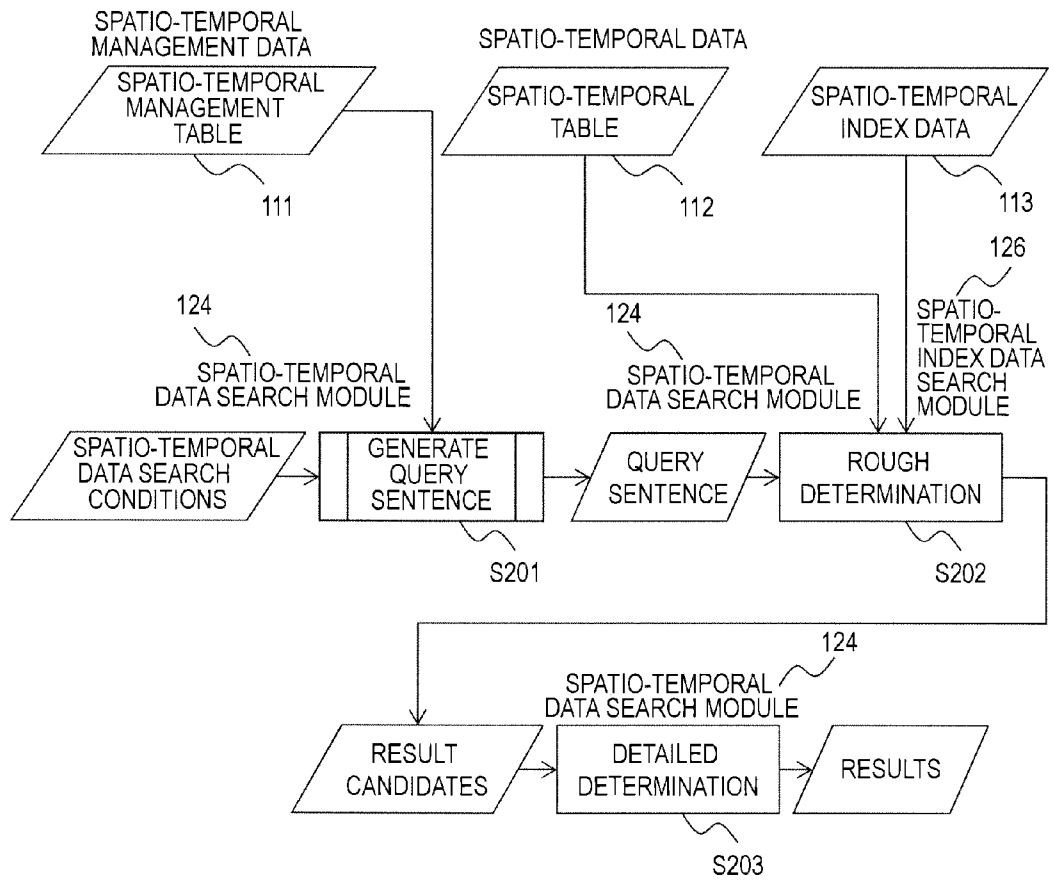 SPATIO-TEMPORAL
MANAGEMENT DATA
SPATIO-TEMPORAL
MANAGEMENT
TABLE
111
SPATIO-TEMPORAL DATA
SPATIO-TEMPORAL
TABLE
112
SPATIO-TEMPORAL
INDEX DATA
113
126
SPATIO-
TEMPORAL
INDEX DATA
SEARCH
MODULE
124
SPATIO-TEMPORAL
DATA SEARCH MODULE
124
SPATIO-TEMPORAL
DATA SEARCH MODULE
SPATIO-TEMPORAL
DATA SEARCH
CONDITIONS
GENERATE
QUERY
SENTENCE
S201
QUERY
SENTENCE
ROUGH
DETERMINATION
S202
124
SPATIO-TEMPORAL
DATA SEARCH MODULE
RESULT
CANDIDATES
DETAILED
DETERMINATION
S203
RESULTS